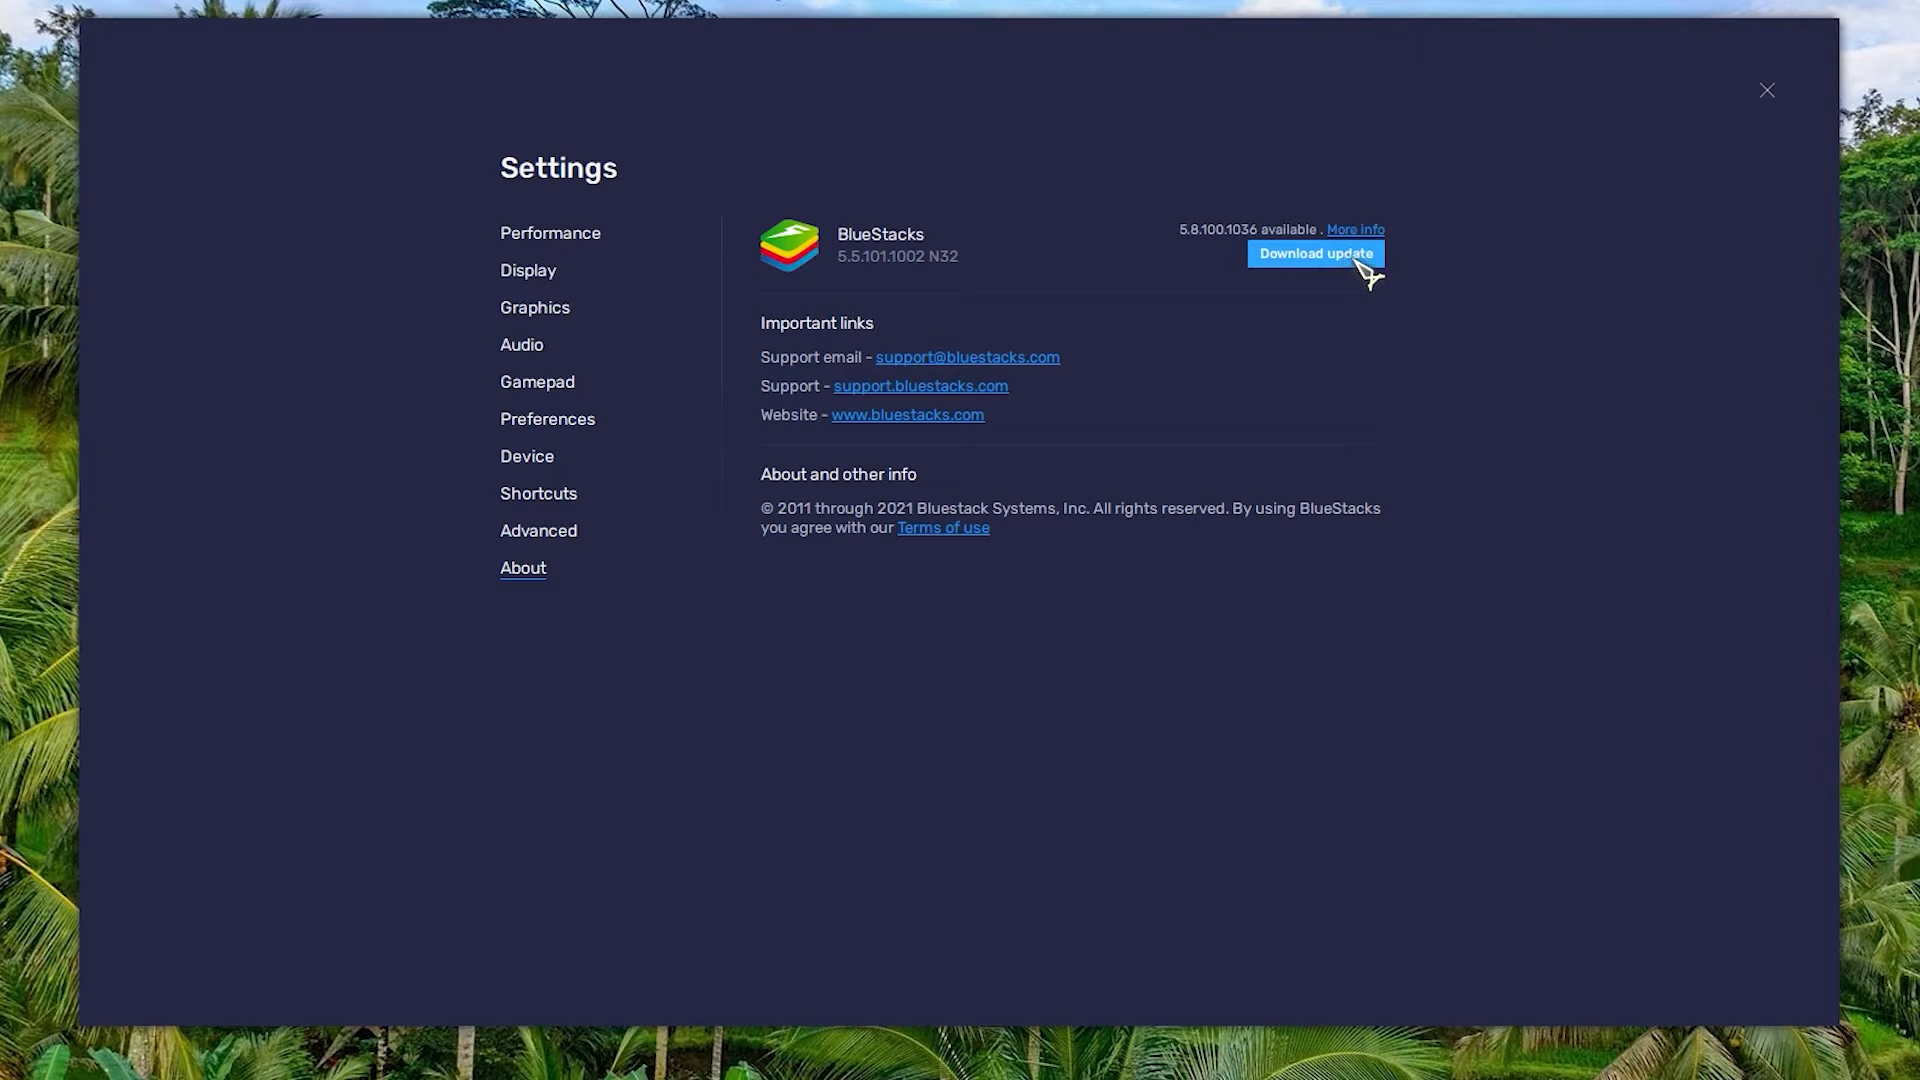 Settings
Performance
Display
Graphics
Audio
Gamepad
Preferences
Device
Shortcuts
Advanced
About
BlueStacks
5.5.101.1002 N32
5.8.100.1036 available . More info
Download update
Important links
Support email - support@bluestacks.com
Support - support.bluestacks.com
Website - www.bluestacks.com
About and other info
© 2011 through 2021 Bluestack Systems, Inc. All rights reserved. By using BlueStacks
you agree with our Terms of use